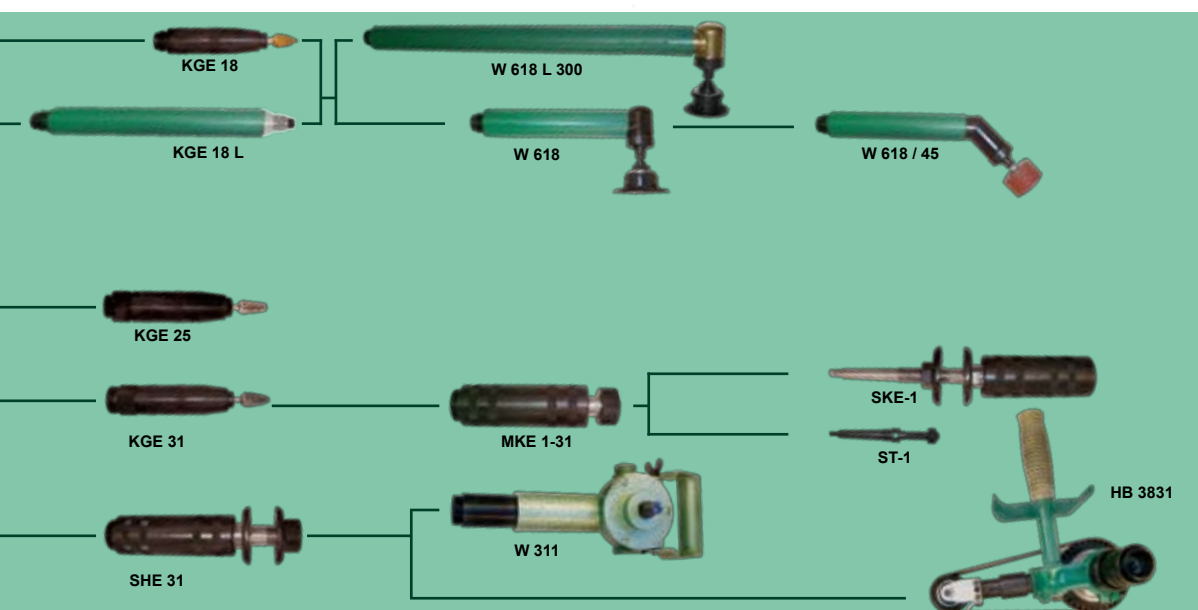 KGE 18
W 618 L 300
KGE 18 L
W 618
W 618 / 45
KGE 25
SKE-1
KGE 31
MKE 1-31
ST-1
HB 3831
W 311
SHE 31